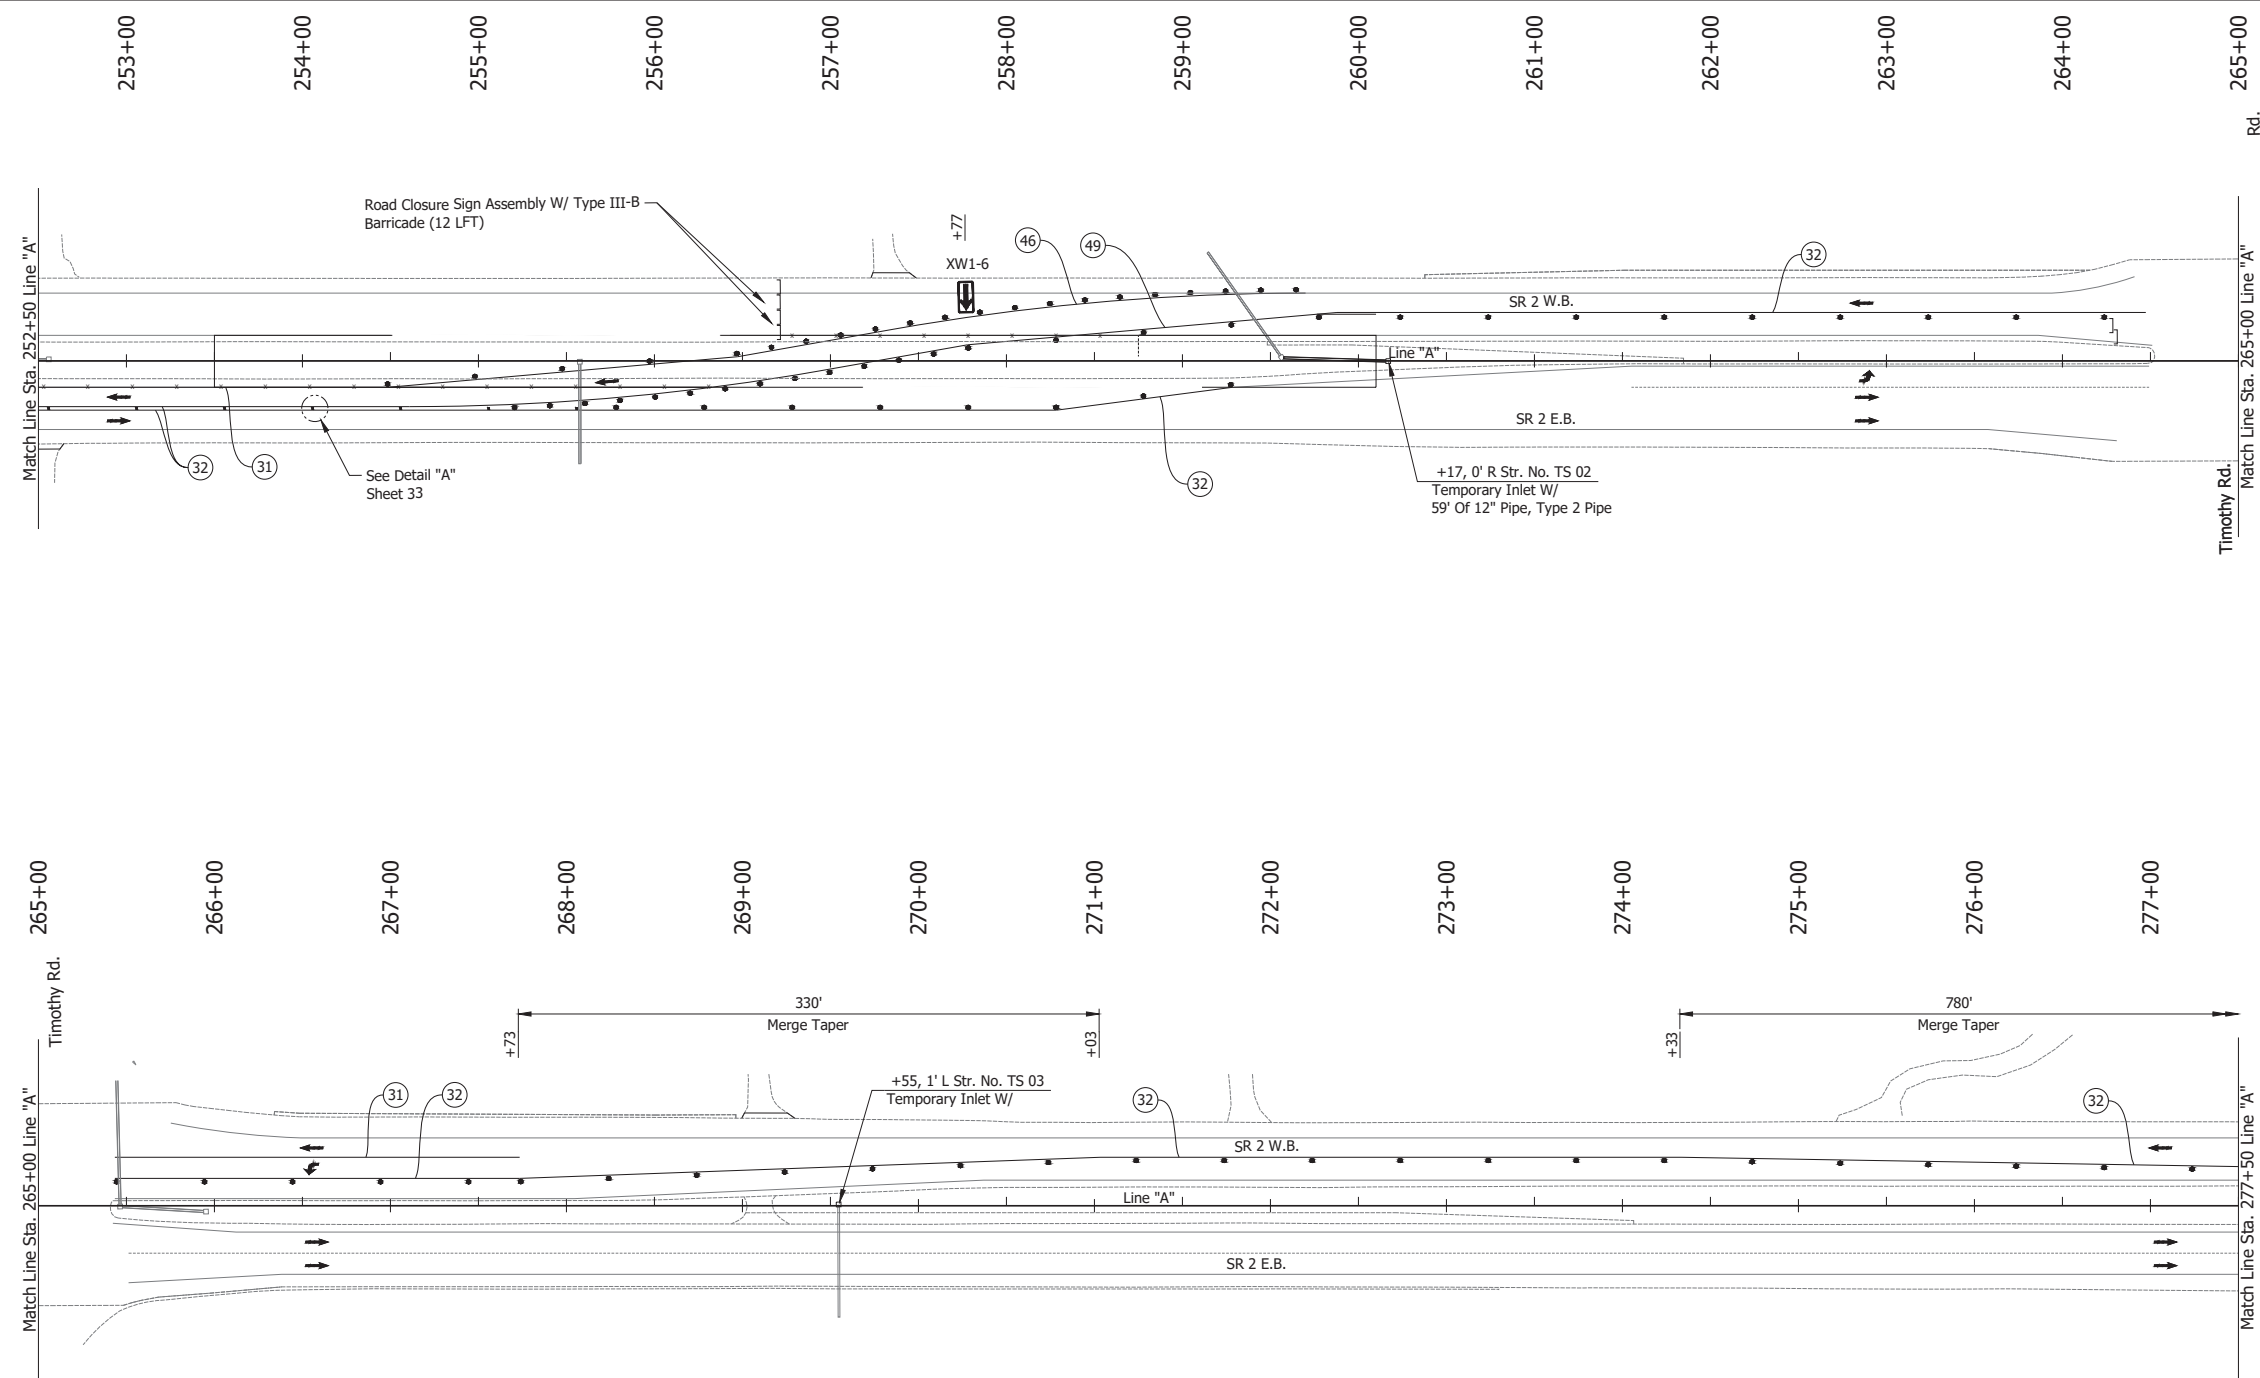 253+00
254+00
255+00
256+00
257+00
258+00
259+00
260+00
261+00
262+00
263+00
264+00
265+00
Rd.
Match Line Sta. 252+50 Line "A"
Road Closure Sign Assembly W/ Type III-B
Barricade (12 LFT)
+77
XW1-6
46
49
32
SR 2 W.B.
Line "A"
SR 2 E.B.
32
31
See Detail "A"
Sheet 33
32
+17, 0' R Str. No. TS 02
Temporary Inlet W/
59' Of 12" Pipe, Type 2 Pipe
Timothy Rd.
Match Line Sta. 265+00 Line "A"
265+00
266+00
267+00
268+00
269+00
270+00
271+00
272+00
273+00
274+00
275+00
276+00
277+00
Timothy Rd.
Match Line Sta. 265+00 Line "A"
+73
330'
Merge Taper
+03
+33
780'
Merge Taper
31
32
+55, 1' L Str. No. TS 03
Temporary Inlet W/
32
32
SR 2 W.B.
Line "A"
SR 2 E.B.
Match Line Sta. 277+50 Line "A"